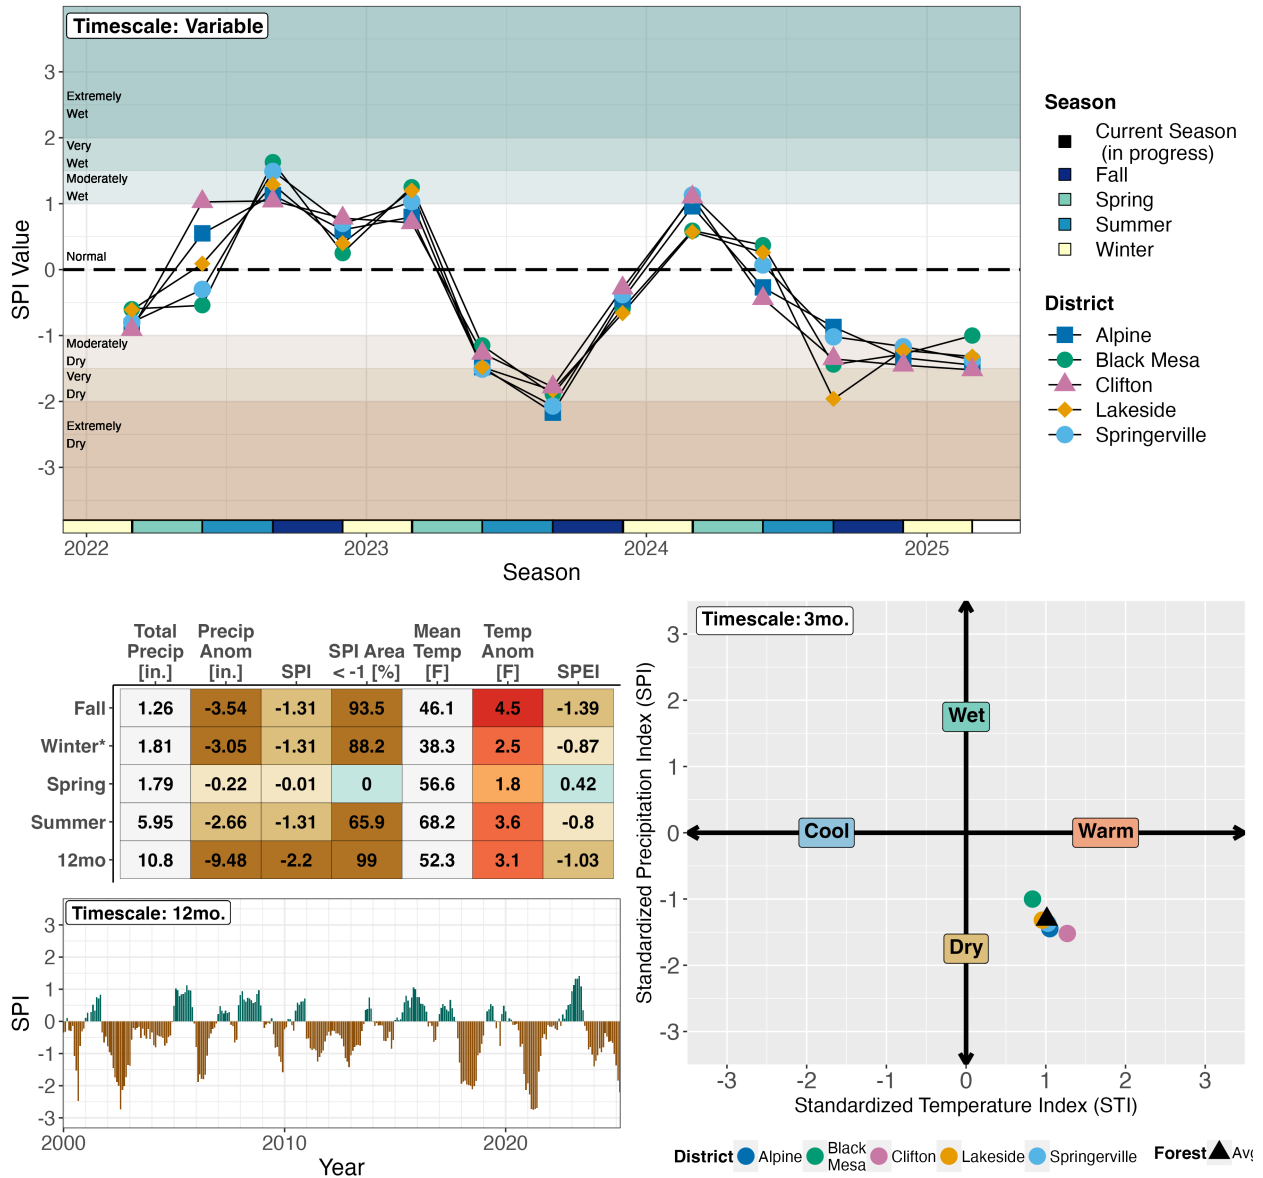 Timescale: Variable
SPI Value
3
2
1
0
-1
-2
-3
Extremely
Wet
Very
Wet
Moderately
Wet
Normal
Moderately
Dry
Very
Dry
Extremely
Dry
2022 2023 2024 2025
Season
Season
Current Season
(in progress)
Fall
Spring
Summer
Winter
District
Alpine
Black Mesa
Clifton
Lakeside
Springerville
Total Precip [in.] Precip Anom [in.] SPI SPI Area < -1 [%] Mean Temp [F] Temp Anom [F] SPEI
Fall 1.26 -3.54 -1.31 93.5 46.1 4.5 -1.39
Winter* 1.81 -3.05 -1.31 88.2 38.3 2.5 -0.87
Spring 1.79 -0.22 -0.01 0 56.6 1.8 0.42
Summer 5.95 -2.66 -1.31 65.9 68.2 3.6 -0.8
12mo 10.8 -9.48 -2.2 99 52.3 3.1 -1.03
Timescale: 12mo.
SPI
3
2
1
0
-1
-2
-3
2000 2010 2020
Year
Timescale: 3mo.
Standardized Precipitation Index (SPI)
3
2
1
0
-1
-2
-3
Wet
Cool
Warm
Dry
-3 -2 -1 0 1 2 3
Standardized Temperature Index (STI)
District Alpine Black Mesa Clifton Lakeside Springerville Forest